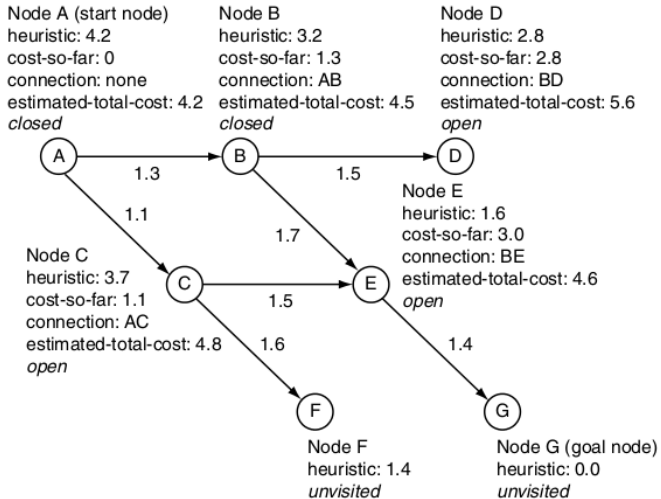 Node A (start node)
heuristic: 4.2
cost-so-far: 0
connection: none
estimated-total-cost: 4.2
closed
Node B
heuristic: 3.2
cost-so-far: 1.3
connection: AB
estimated-total-cost: 4.5
closed
Node D
heuristic: 2.8
cost-so-far: 2.8
connection: BD
estimated-total-cost: 5.6
open
A
1.3
B
1.5
D
1.1
1.7
Node E
heuristic: 1.6
cost-so-far: 3.0
connection: BE
estimated-total-cost: 4.6
open
Node C
heuristic: 3.7
cost-so-far: 1.1
connection: AC
estimated-total-cost: 4.8
open
C
1.5
E
1.6
1.4
F
G
Node F
heuristic: 1.4
unvisited
Node G (goal node)
heuristic: 0.0
unvisited